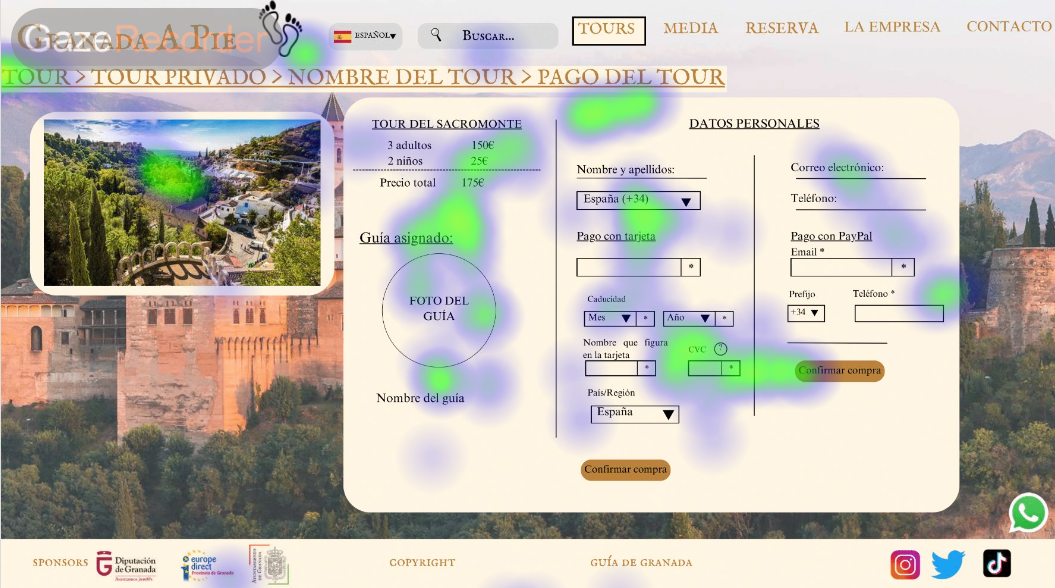 GRANADA A PIE
Gaze Recorder
ESPAÑOL
BUSCAR...
TOURS
MEDIA
RESERVA
LA EMPRESA
CONTACTO
TOUR > TOUR PRIVADO > NOMBRE DEL TOUR > PAGO DEL TOUR
TOUR DEL SACROMONTE
3 adultos 150€
2 niños 25€
Precio total 175€
Guía asignado:
FOTO DEL
GUÍA
Nombre del guía
DATOS PERSONALES
Nombre y apellidos:
España (+34)
Pago con tarjeta
*
Caducidad
Mes * Año *
Nombre que figura
en la tarjeta
*
CVC ?
*
País/Región
España
Confirmar compra
Correo electrónico:
Teléfono:
Pago con PayPal
Email *
*
Prefijo Teléfono *
+34
Confirmar compra
SPONSORS
Diputación
de Granada
europe
direct
COPYRIGHT
GUÍA DE GRANADA